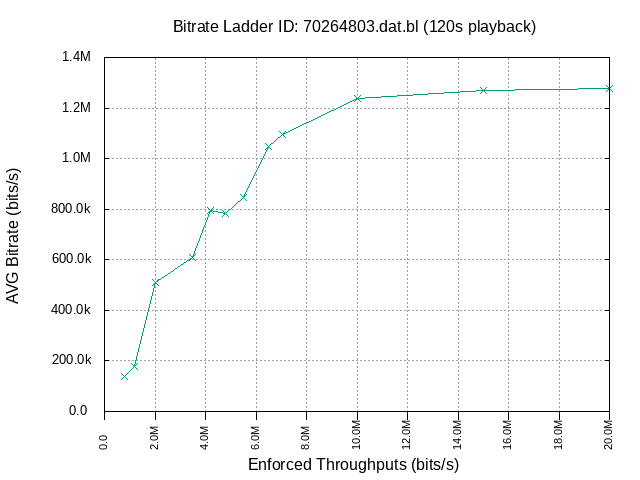 Bitrate Ladder ID: 70264803.dat.bl (120s playback)
1.4M
1.2M
1.0M
800.0k
600.0k
400.0k
200.0k
0.0
AVG Bitrate (bits/s)
0.0
2.0M
4.0M
6.0M
8.0M
10.0M
12.0M
14.0M
16.0M
18.0M
20.0M
Enforced Throughputs (bits/s)